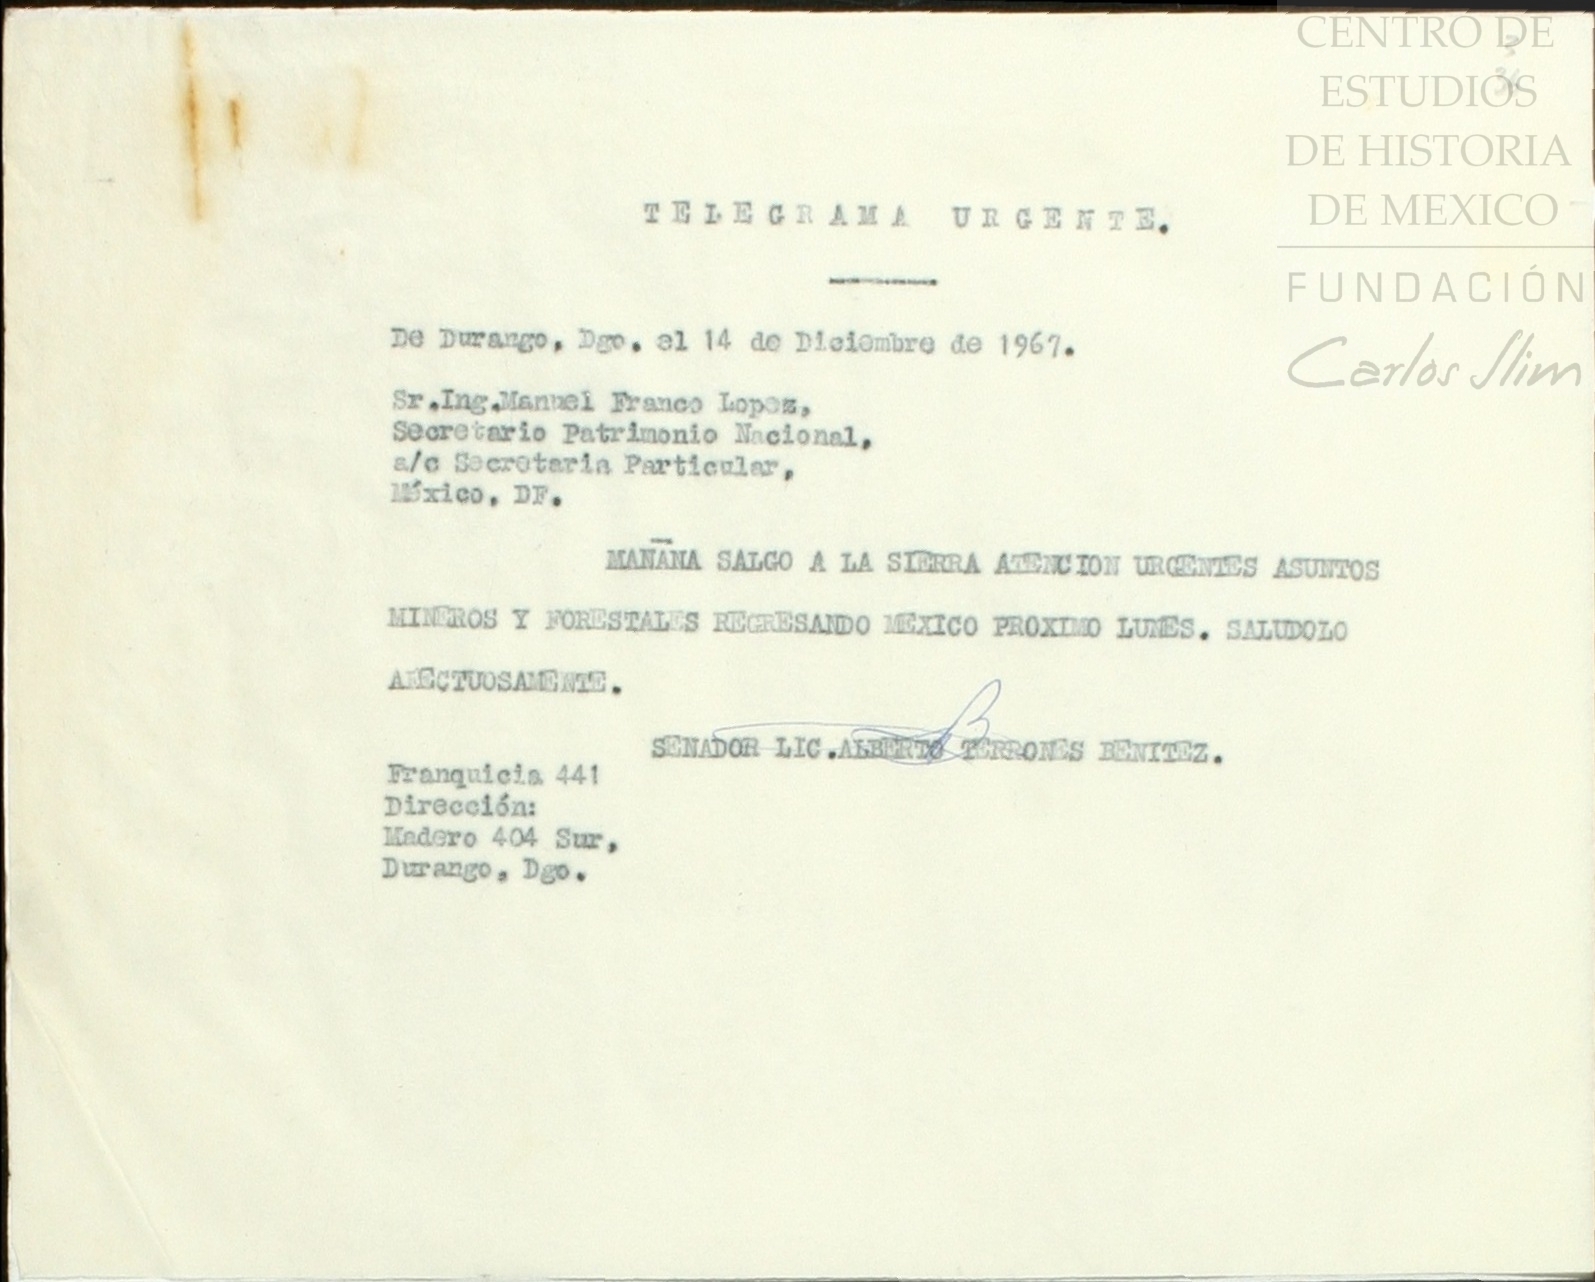 CENTRO DE
ESTUDIOS
DE HISTORIA
DE MEXICO
FUNDACIÓN
Carlos Slim
TELEGRAMA URGENTE.
De Durango, Dgo. el 14 de Diciembre de 1967.
Sr.Ing.Manuel Franco Lopez,
Secretario Patrimonio Nacional,
a/c Secretaria Particular,
México, DF.
MAÑANA SALGO A LA SIERRA ATENCION URGENTES ASUNTOS
MINEROS Y FORESTALES REGRESANDO MEXICO PROXIMO LUNES. SALUDOLO
AFECTUOSAMENTE.
SENADOR LIC.ALBERTO TERRONES BENITEZ.
Franquicia 441
Dirección:
Madero 404 Sur,
Durango, Dgo.